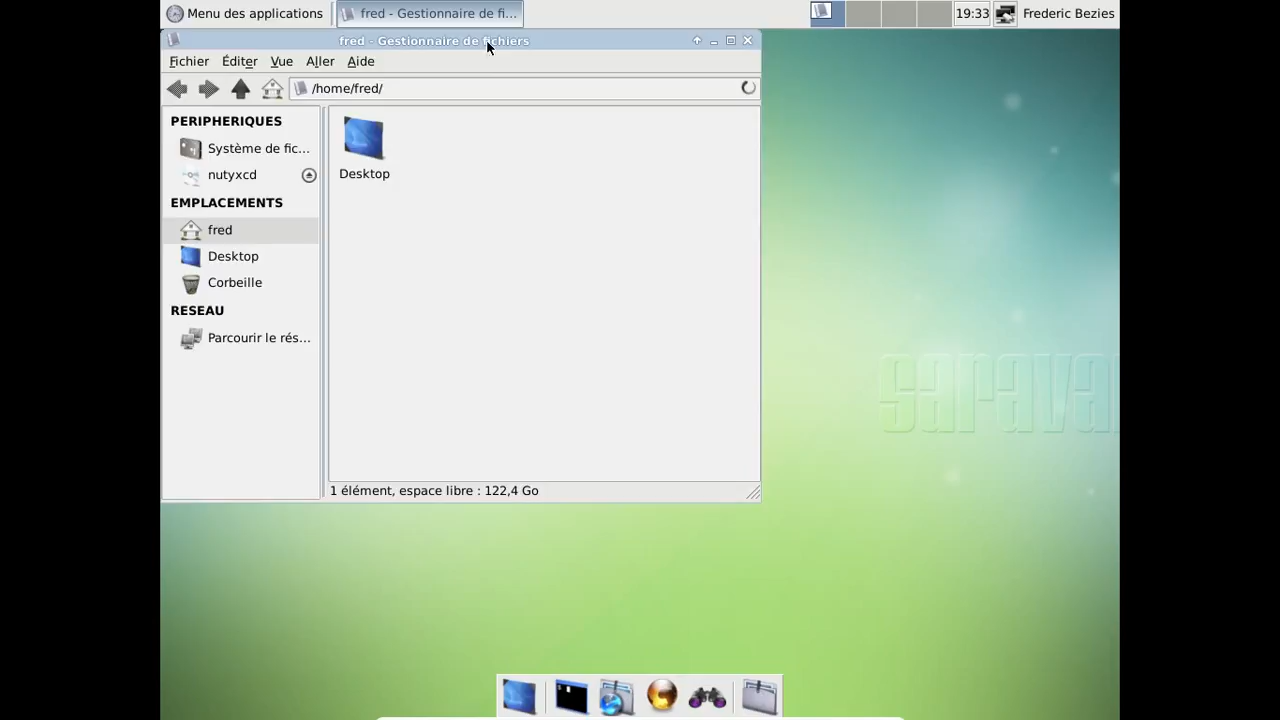 Menu des applications
fred - Gestionnaire de fi...
19:33
Frederic Bezies
fred - Gestionnaire de fichiers
Fichier
Éditer
Vue
Aller
Aide
/home/fred/
PERIPHERIQUES
Système de fic...
nutyxcd
EMPLACEMENTS
fred
Desktop
Corbeille
RESEAU
Parcourir le rés...
Desktop
1 élément, espace libre : 122,4 Go